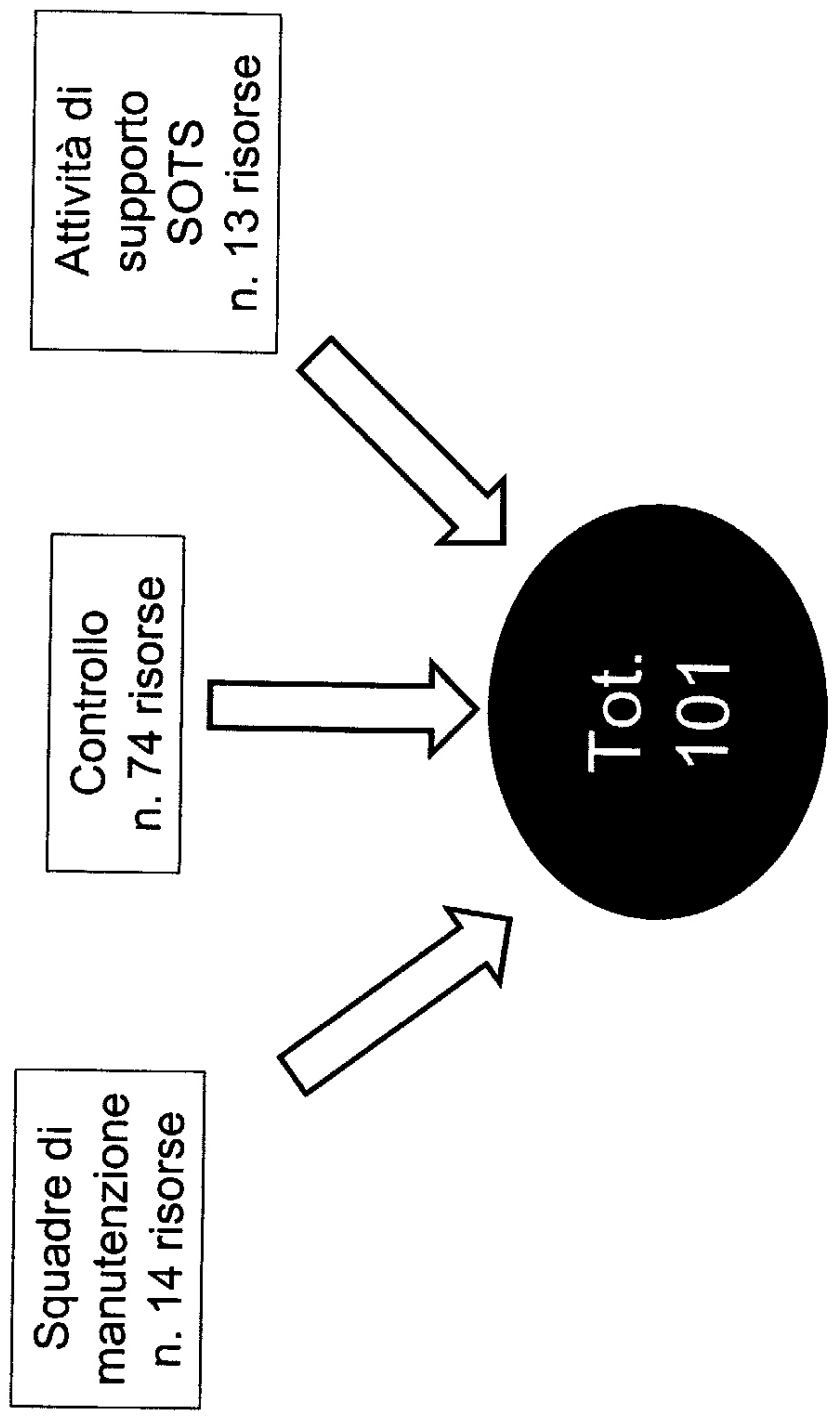 Squadre di
manutenzione
n. 14 risorse
Controllo
n. 74 risorse
Attività di
supporto
SOTS
n. 13 risorse
Tot.
101